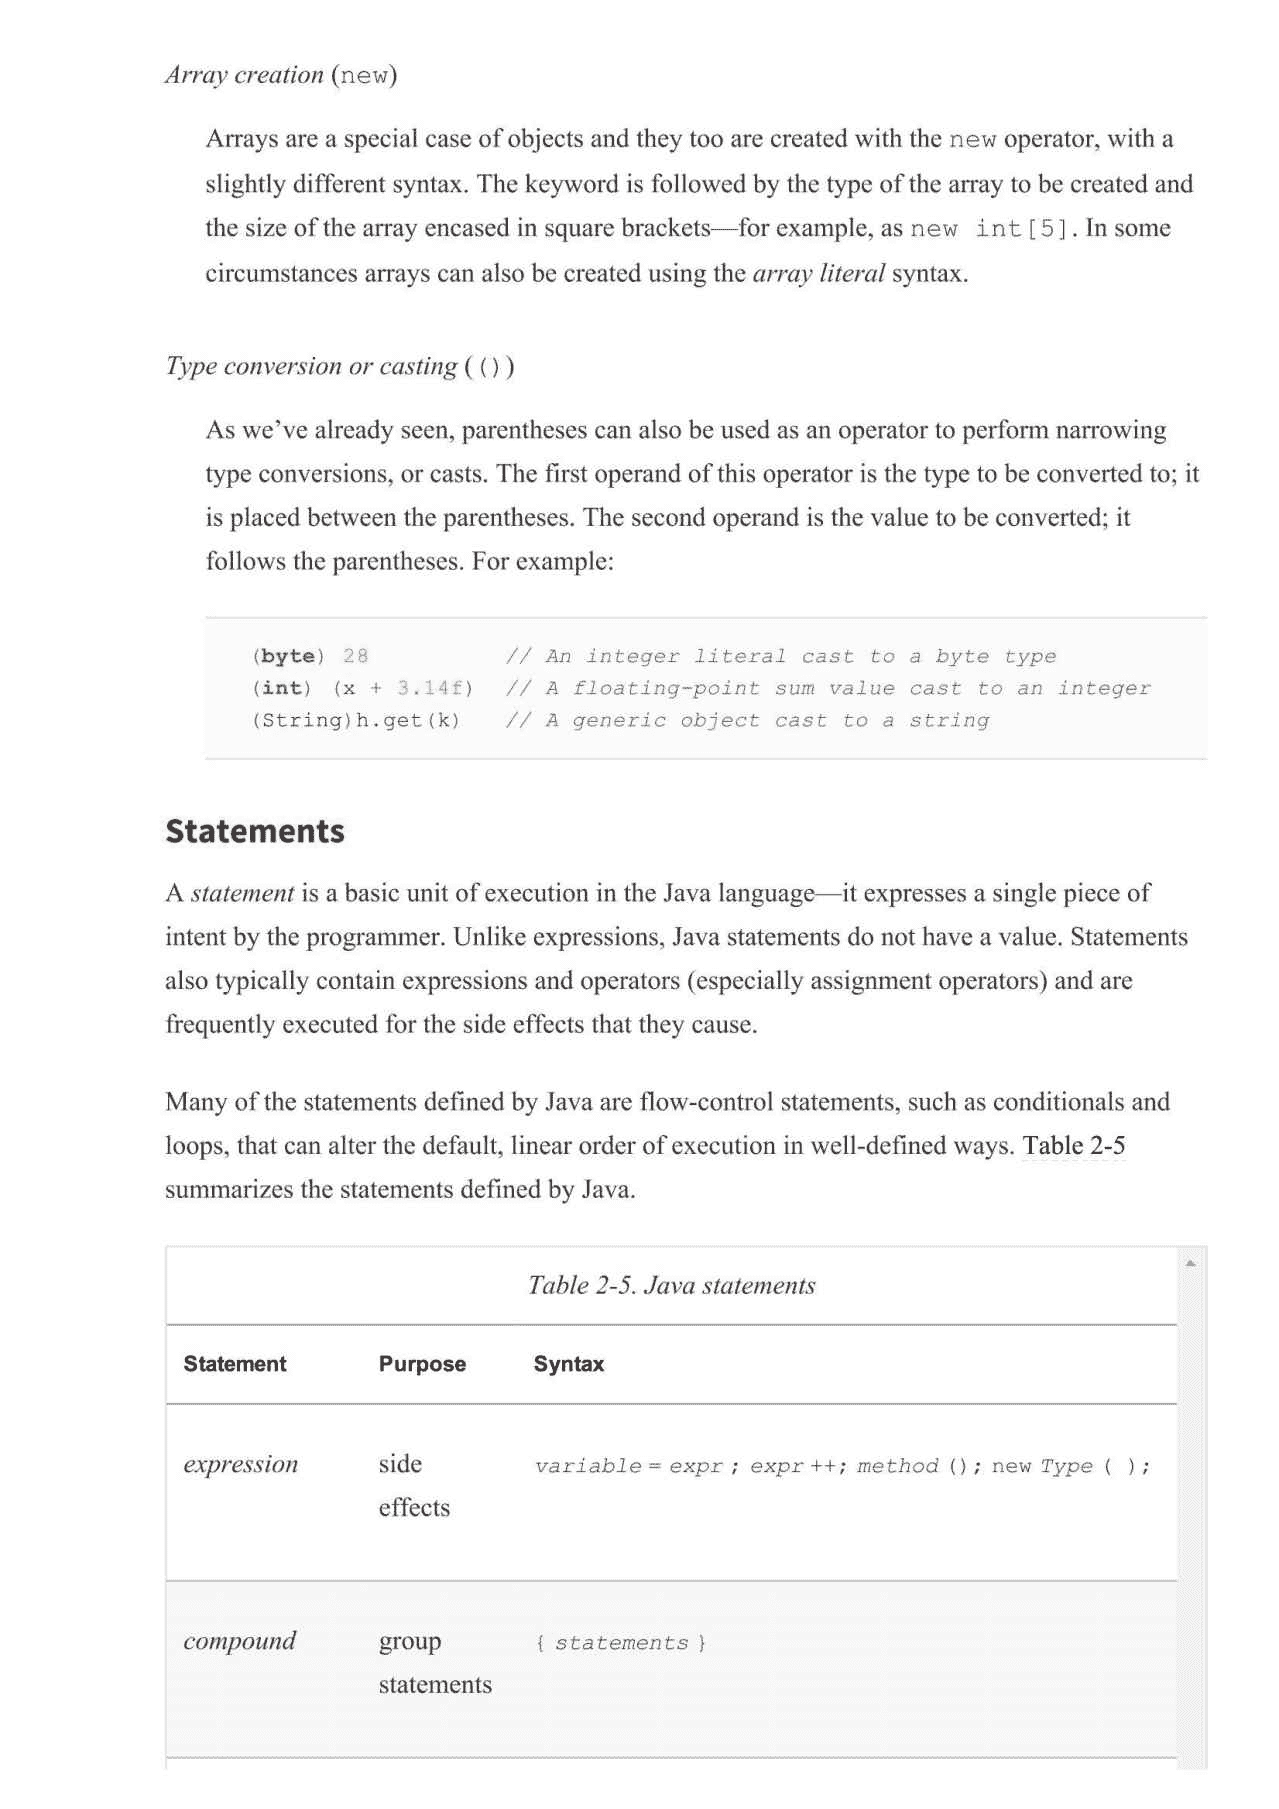 Array creation (new)
Arrays are a special case of objects and they too are created with the new operator, with a
slightly different syntax. The keyword is followed by the type of the array to be created and
the size of the array encased in square brackets—for example, as new int[5]. In some
circumstances arrays can also be created using the array literal syntax.
Type conversion or casting (())
As we’ve already seen, parentheses can also be used as an operator to perform narrowing
type conversions, or casts. The first operand of this operator is the type to be converted to; it
is placed between the parentheses. The second operand is the value to be converted; it
follows the parentheses. For example:
(byte) 28 // An integer literal cast to a byte type
(int) (x + 3.14f) // A floating-point sum value cast to an integer
(String)h.get(k) // A generic object cast to a string
Statements
A statement is a basic unit of execution in the Java language—it expresses a single piece of
intent by the programmer. Unlike expressions, Java statements do not have a value. Statements
also typically contain expressions and operators (especially assignment operators) and are
frequently executed for the side effects that they cause.
Many of the statements defined by Java are flow-control statements, such as conditionals and
loops, that can alter the default, linear order of execution in well-defined ways. Table 2-5
summarizes the statements defined by Java.
Table 2-5. Java statements
Statement Purpose Syntax
expression side variable = expr ; expr ++; method (); new Type ( );
effects
compound group { statements }
statements